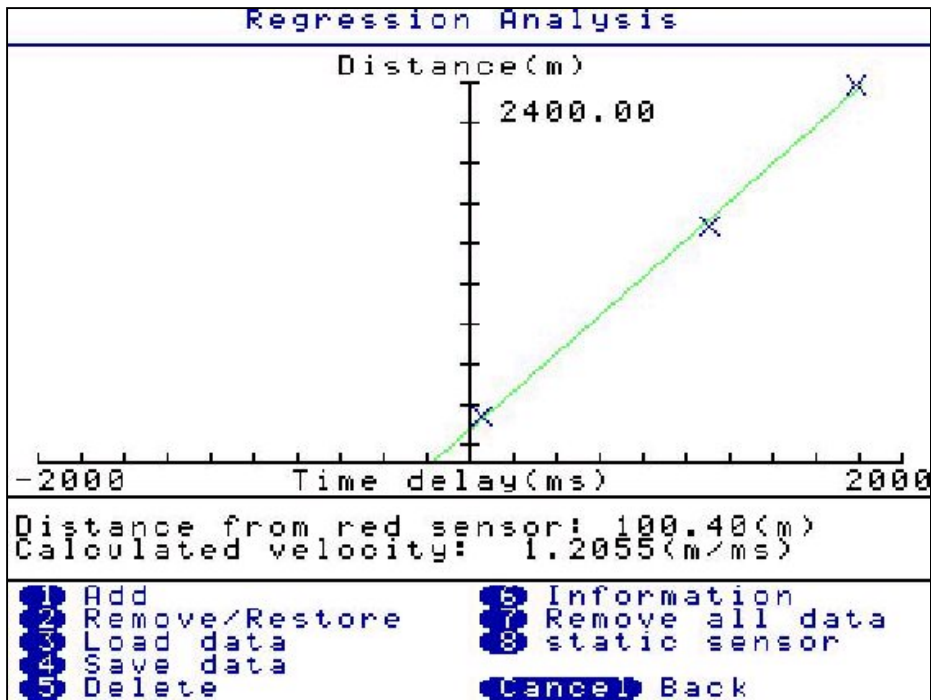 Regression Analysis
Distance(m)
2400.00
-2000 Time delay(ms) 2000
Distance from red sensor: 100.40(m)
Calculated velocity: 1.2055(m/ms)
1 Add
2 Remove/Restore
3 Load data
4 Save data
5 Delete
6 Information
7 Remove all data
8 static sensor
Cancel Back